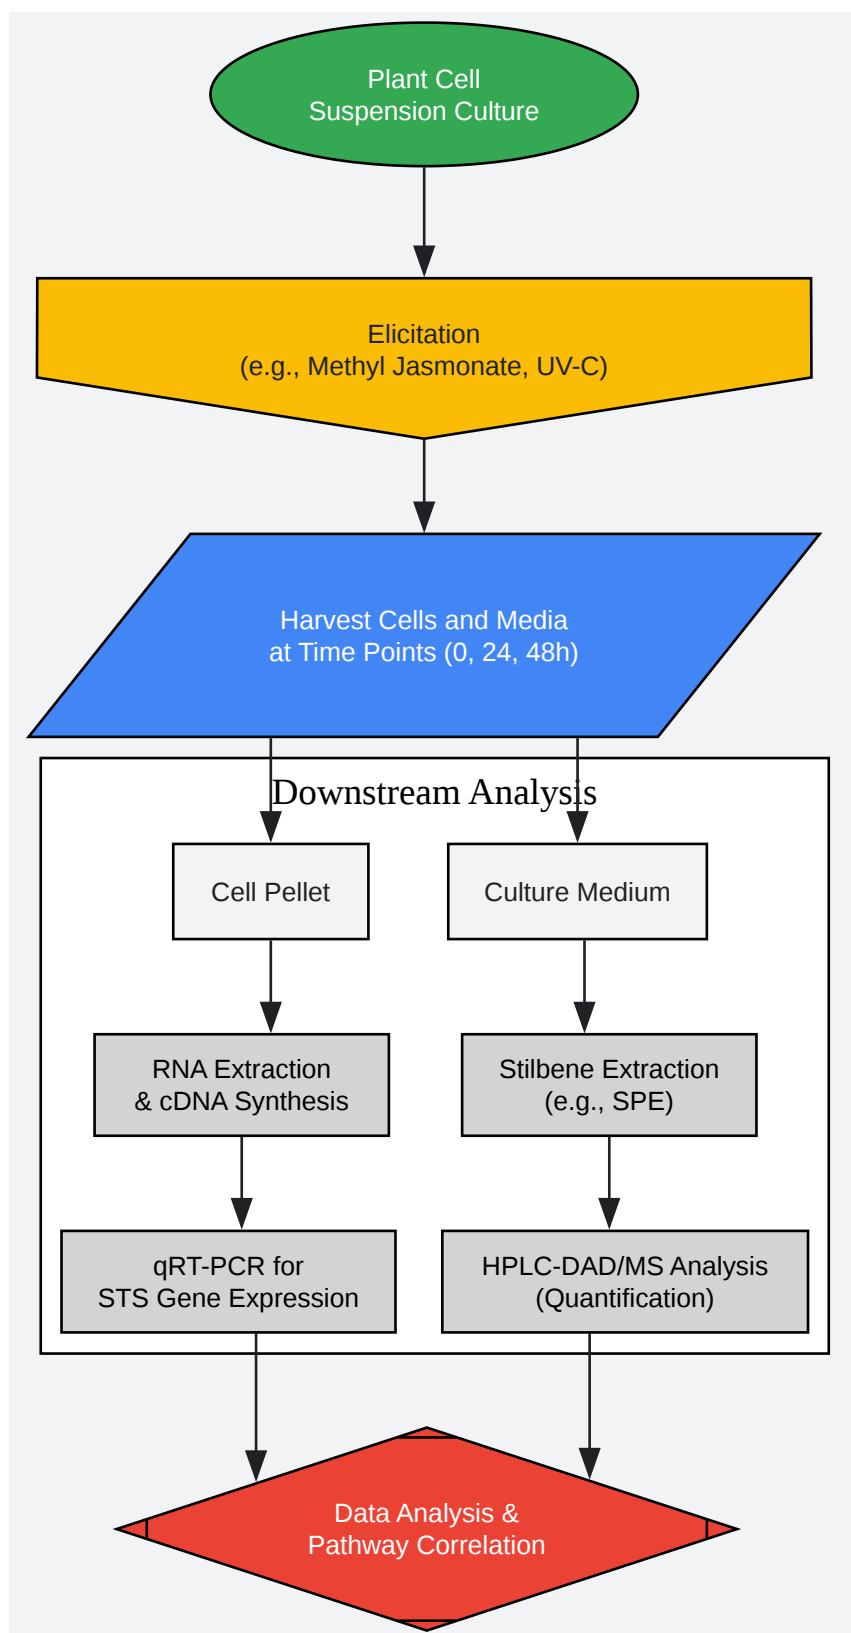 Plant Cell
Suspension Culture
Elicitation
(e.g., Methyl Jasmonate, UV-C)
Harvest Cells and Media
at Time Points (0, 24, 48h)
Downstream Analysis
Cell Pellet
Culture Medium
RNA Extraction
& cDNA Synthesis
Stilbene Extraction
(e.g., SPE)
qRT-PCR for
STS Gene Expression
HPLC-DAD/MS Analysis
(Quantification)
Data Analysis &
Pathway Correlation